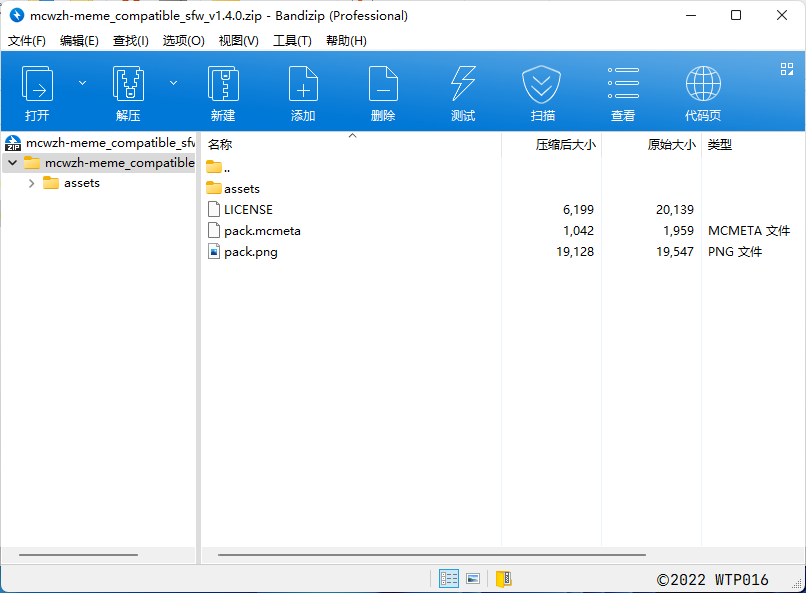 mcwzh-meme_compatible_sfw_v1.4.0.zip - Bandizip (Professional)
文件(F) 编辑(E) 查找(I) 选项(O) 视图(V) 工具(T) 帮助(H)
打开 解压 新建 添加 删除 测试 扫描 查看 代码页
ZIP mcwzh-meme_compatible_sfw
mcwzh-meme_compatible
assets
名称 压缩后大小 原始大小 类型
..
assets
LICENSE 6,199 20,139
pack.mcmeta 1,042 1,959 MCMETA 文件
pack.png 19,128 19,547 PNG 文件
©2022 WTP016